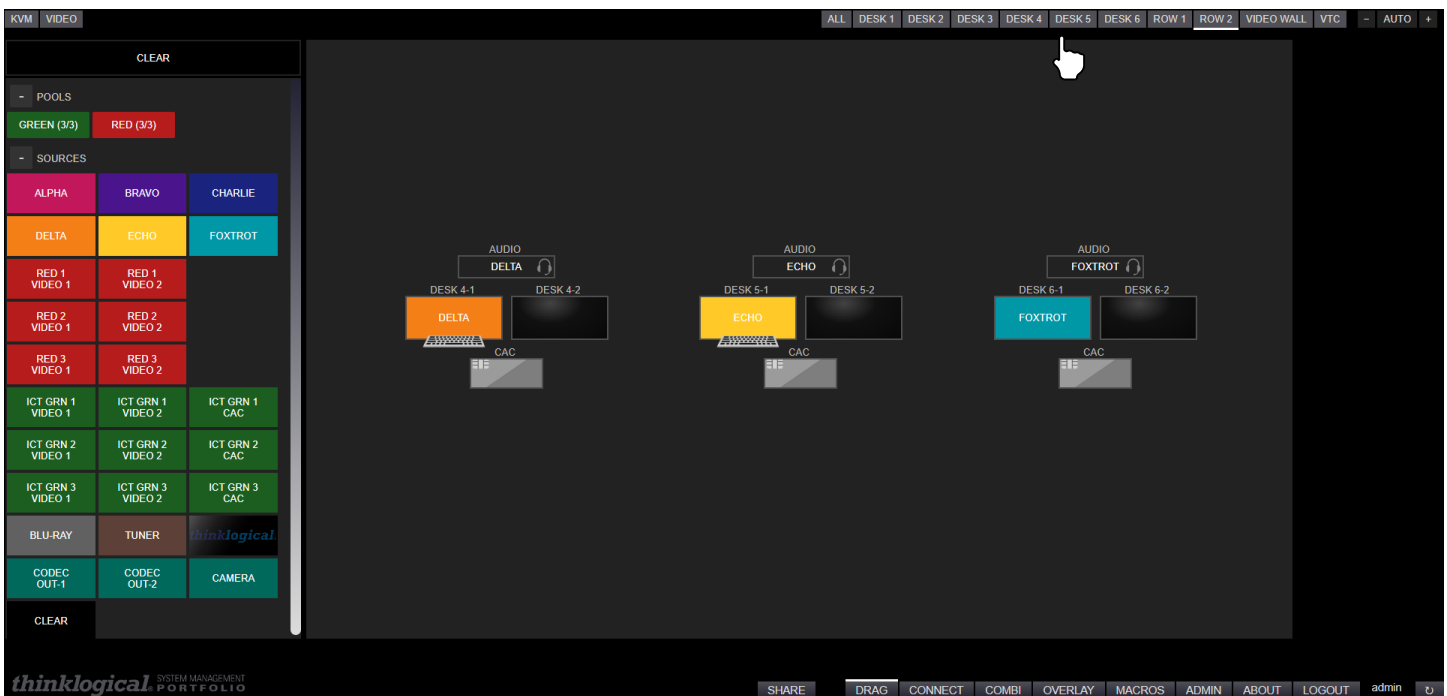 KVM VIDEO ALL DESK 1 DESK 2 DESK 3 DESK 4 DESK 5 DESK 6 ROW 1 ROW 2 VIDEO WALL VTC - AUTO +
CLEAR
- POOLS
GREEN (3/3) RED (3/3)
- SOURCES
ALPHA BRAVO CHARLIE
DELTA ECHO FOXTROT
RED 1 RED 1
VIDEO 1 VIDEO 2
RED 2 RED 2
VIDEO 1 VIDEO 2
RED 3 RED 3
VIDEO 1 VIDEO 2
ICT GRN 1 ICT GRN 1 ICT GRN 1
VIDEO 1 VIDEO 2 CAC
ICT GRN 2 ICT GRN 2 ICT GRN 2
VIDEO 1 VIDEO 2 CAC
ICT GRN 3 ICT GRN 3 ICT GRN 3
VIDEO 1 VIDEO 2 CAC
BLU-RAY TUNER thinklogical.
CODEC CODEC CAMERA
OUT-1 OUT-2
CLEAR
AUDIO AUDIO AUDIO
DELTA ECHO FOXTROT
DESK 4-1 DESK 4-2 DESK 5-1 DESK 5-2 DESK 6-1 DESK 6-2
DELTA ECHO FOXTROT
CAC CAC CAC
thinklogical® SYSTEM MANAGEMENT
PORTFOLIO
SHARE DRAG CONNECT COMBI OVERLAY MACROS ADMIN ABOUT LOGOUT admin ↻